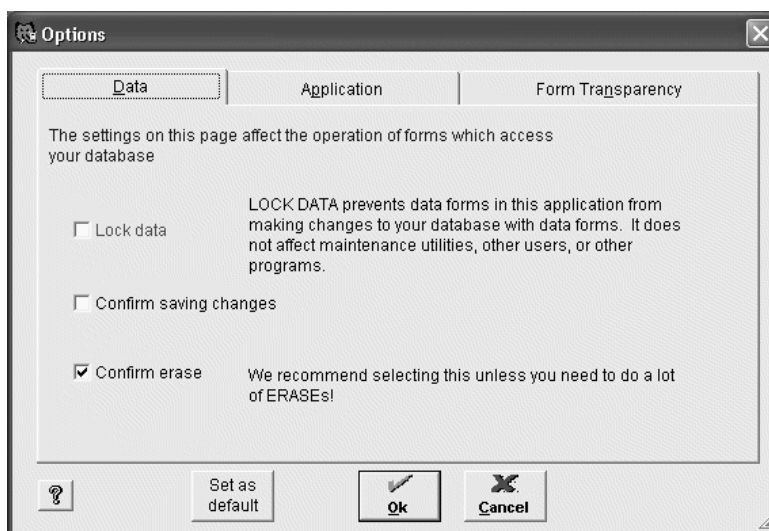 Options
Data
Application
Form Transparency
The settings on this page affect the operation of forms which access
your database
Lock data
LOCK DATA prevents data forms in this application from
making changes to your database with data forms. It does
not affect maintenance utilities, other users, or other
programs.
Confirm saving changes
Confirm erase
We recommend selecting this unless you need to do a lot
of ERASEs!
?
Set as
default
Ok
Cancel